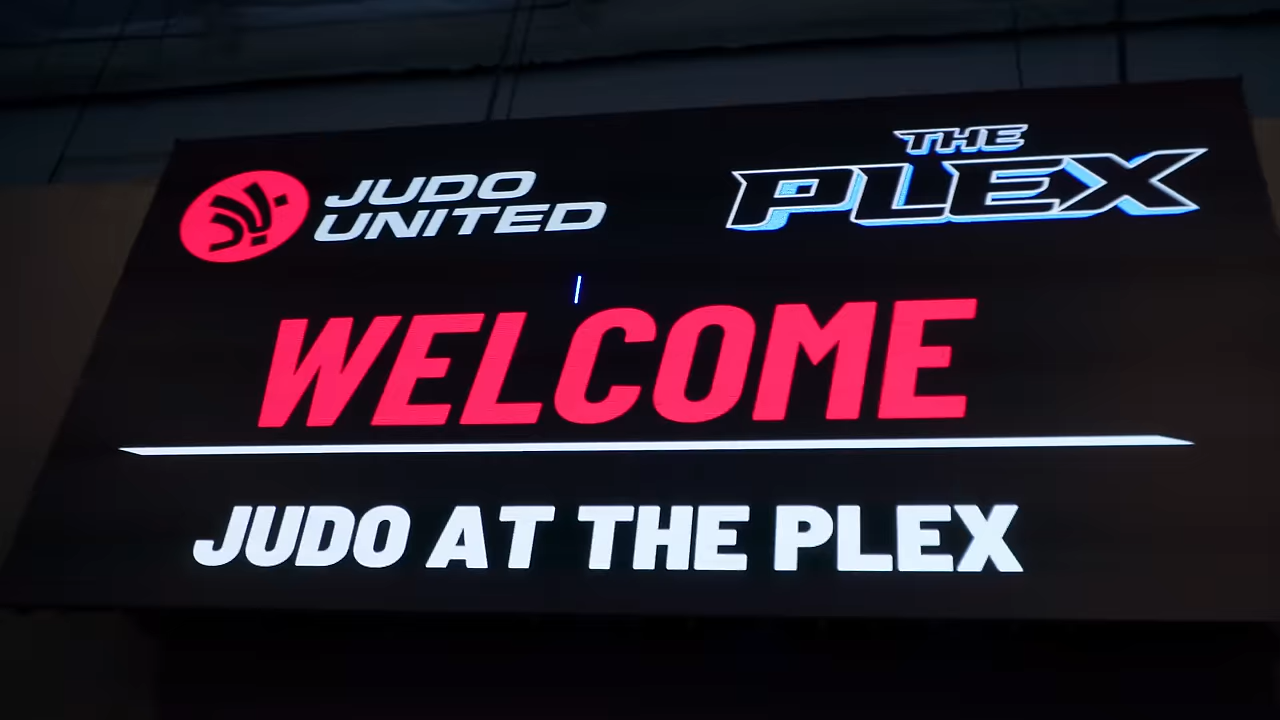 JUDO
UNITED
THE
PLEX
WELCOME
JUDO AT THE PLEX